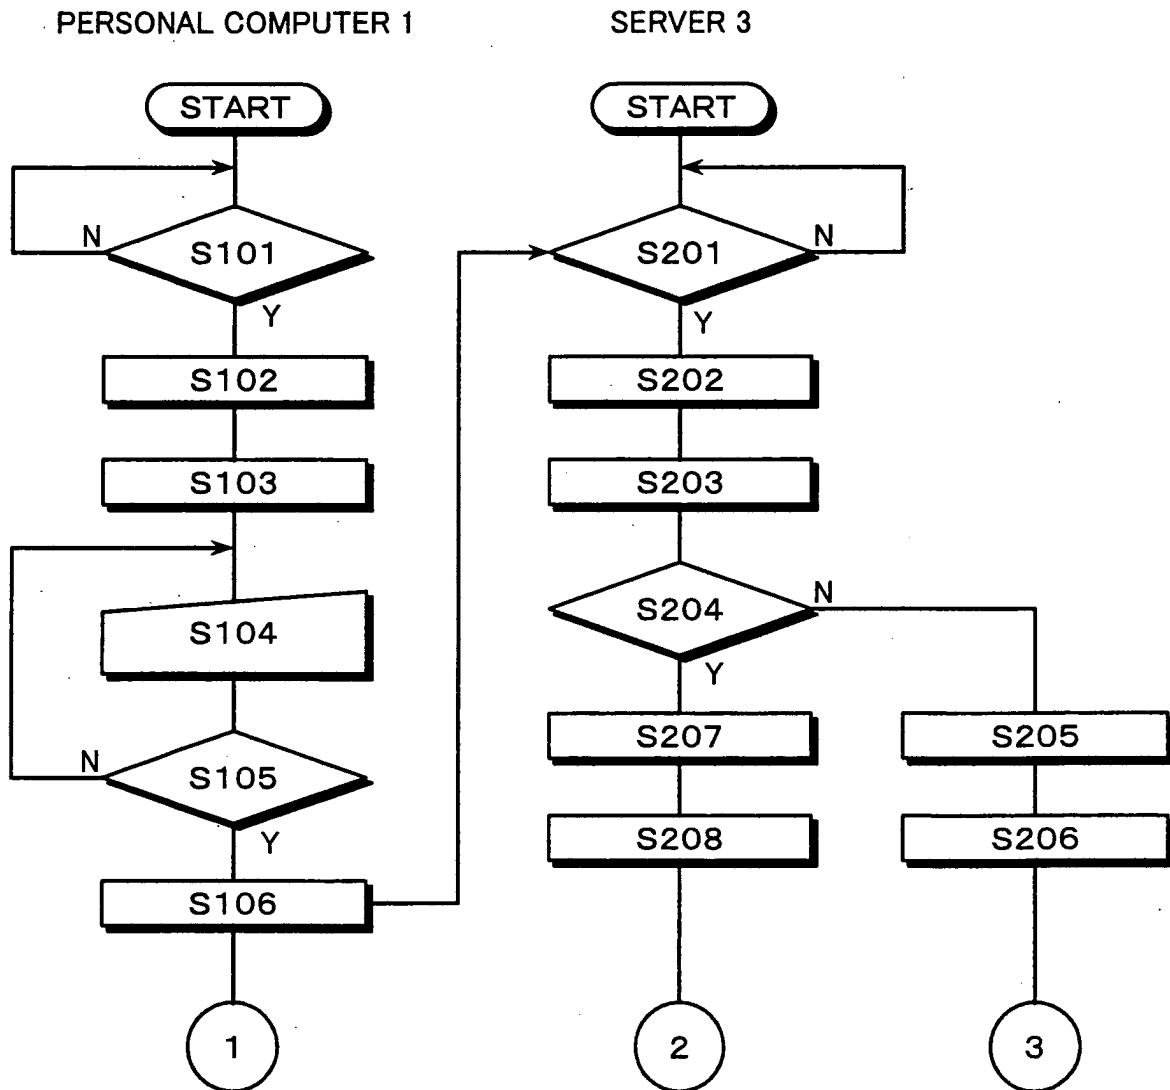 PERSONAL COMPUTER 1
SERVER 3
START
START
S101
N
Y
S201
N
Y
S102
S202
S103
S203
S104
S204
N
Y
S105
N
Y
S207
S205
S208
S206
S106
1
2
3